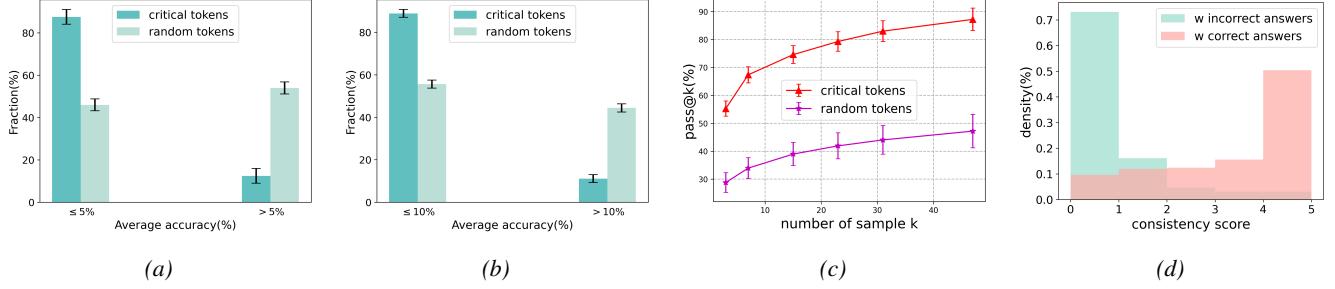 critical tokens
random tokens
Fraction(%)
80
60
40
20
0
≤5%
>5%
Average accuracy(%)
(a)
critical tokens
random tokens
Fraction(%)
80
60
40
20
0
≤10%
>10%
Average accuracy(%)
(b)
critical tokens
random tokens
pass@k(%)
90
80
70
60
50
40
30
10
20
30
40
number of sample k
(c)
w incorrect answers
w correct answers
density(%)
0.7
0.6
0.5
0.4
0.3
0.2
0.1
0.0
0
1
2
3
4
5
consistency score
(d)